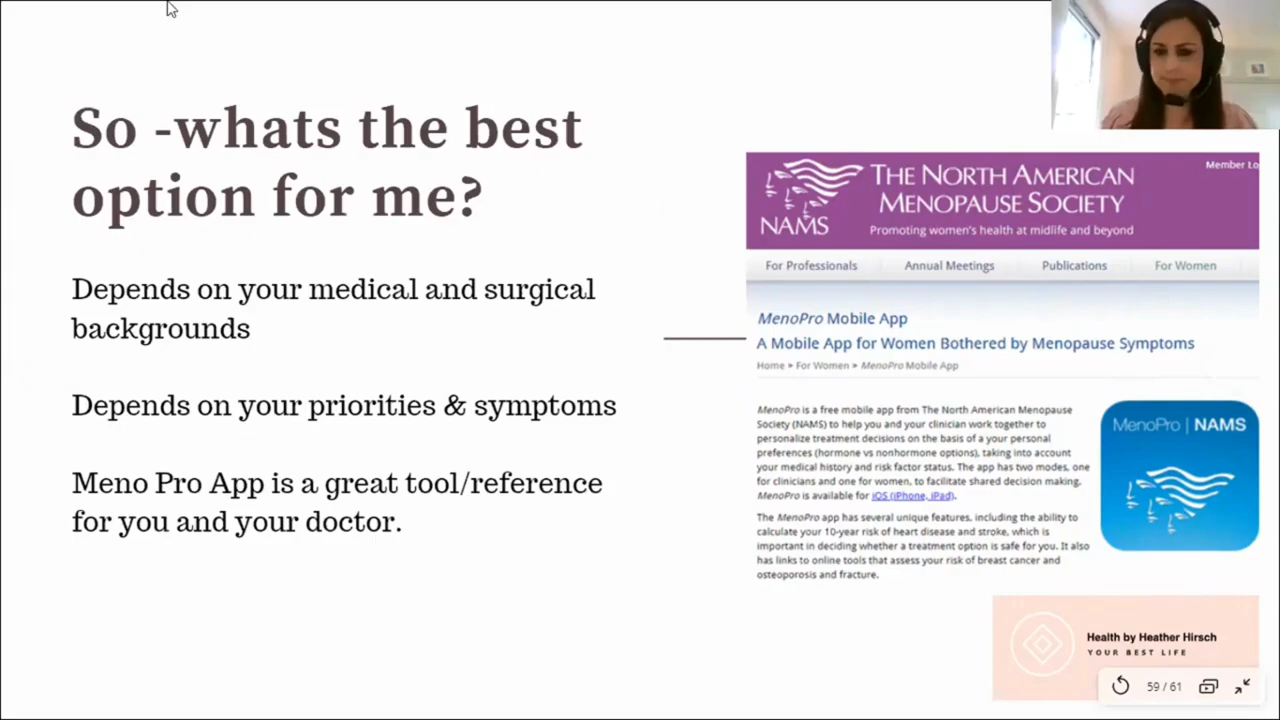 So -whats the best
option for me?
Depends on your medical and surgical
backgrounds
Depends on your priorities & symptoms
Meno Pro App is a great tool/reference
for you and your doctor.
Member Lo
THE NORTH AMERICAN
MENOPAUSE SOCIETY
NAMS
Promoting women's health at midlife and beyond
For Professionals Annual Meetings Publications For Women
MenoPro Mobile App
A Mobile App for Women Bothered by Menopause Symptoms
Home ▸ For Women ▸ MenoPro Mobile App
MenoPro is a free mobile app from The North American Menopause
Society (NAMS) to help you and your clinician work together to
personalize treatment decisions on the basis of a your personal
preferences (hormone vs nonhormone options), taking into account
your medical history and risk factor status. The app has two modes, one
for clinicians and one for women, to facilitate shared decision making.
MenoPro is available for iOS (iPhone, iPad).
The MenoPro app has several unique features, including the ability to
calculate your 10-year risk of heart disease and stroke, which is
important in deciding whether a treatment option is safe for you. It also
has links to online tools that assess your risk of breast cancer and
osteoporosis and fracture.
MenoPro | NAMS
Health by Heather Hirsch
YOUR BEST LIFE
59 / 61